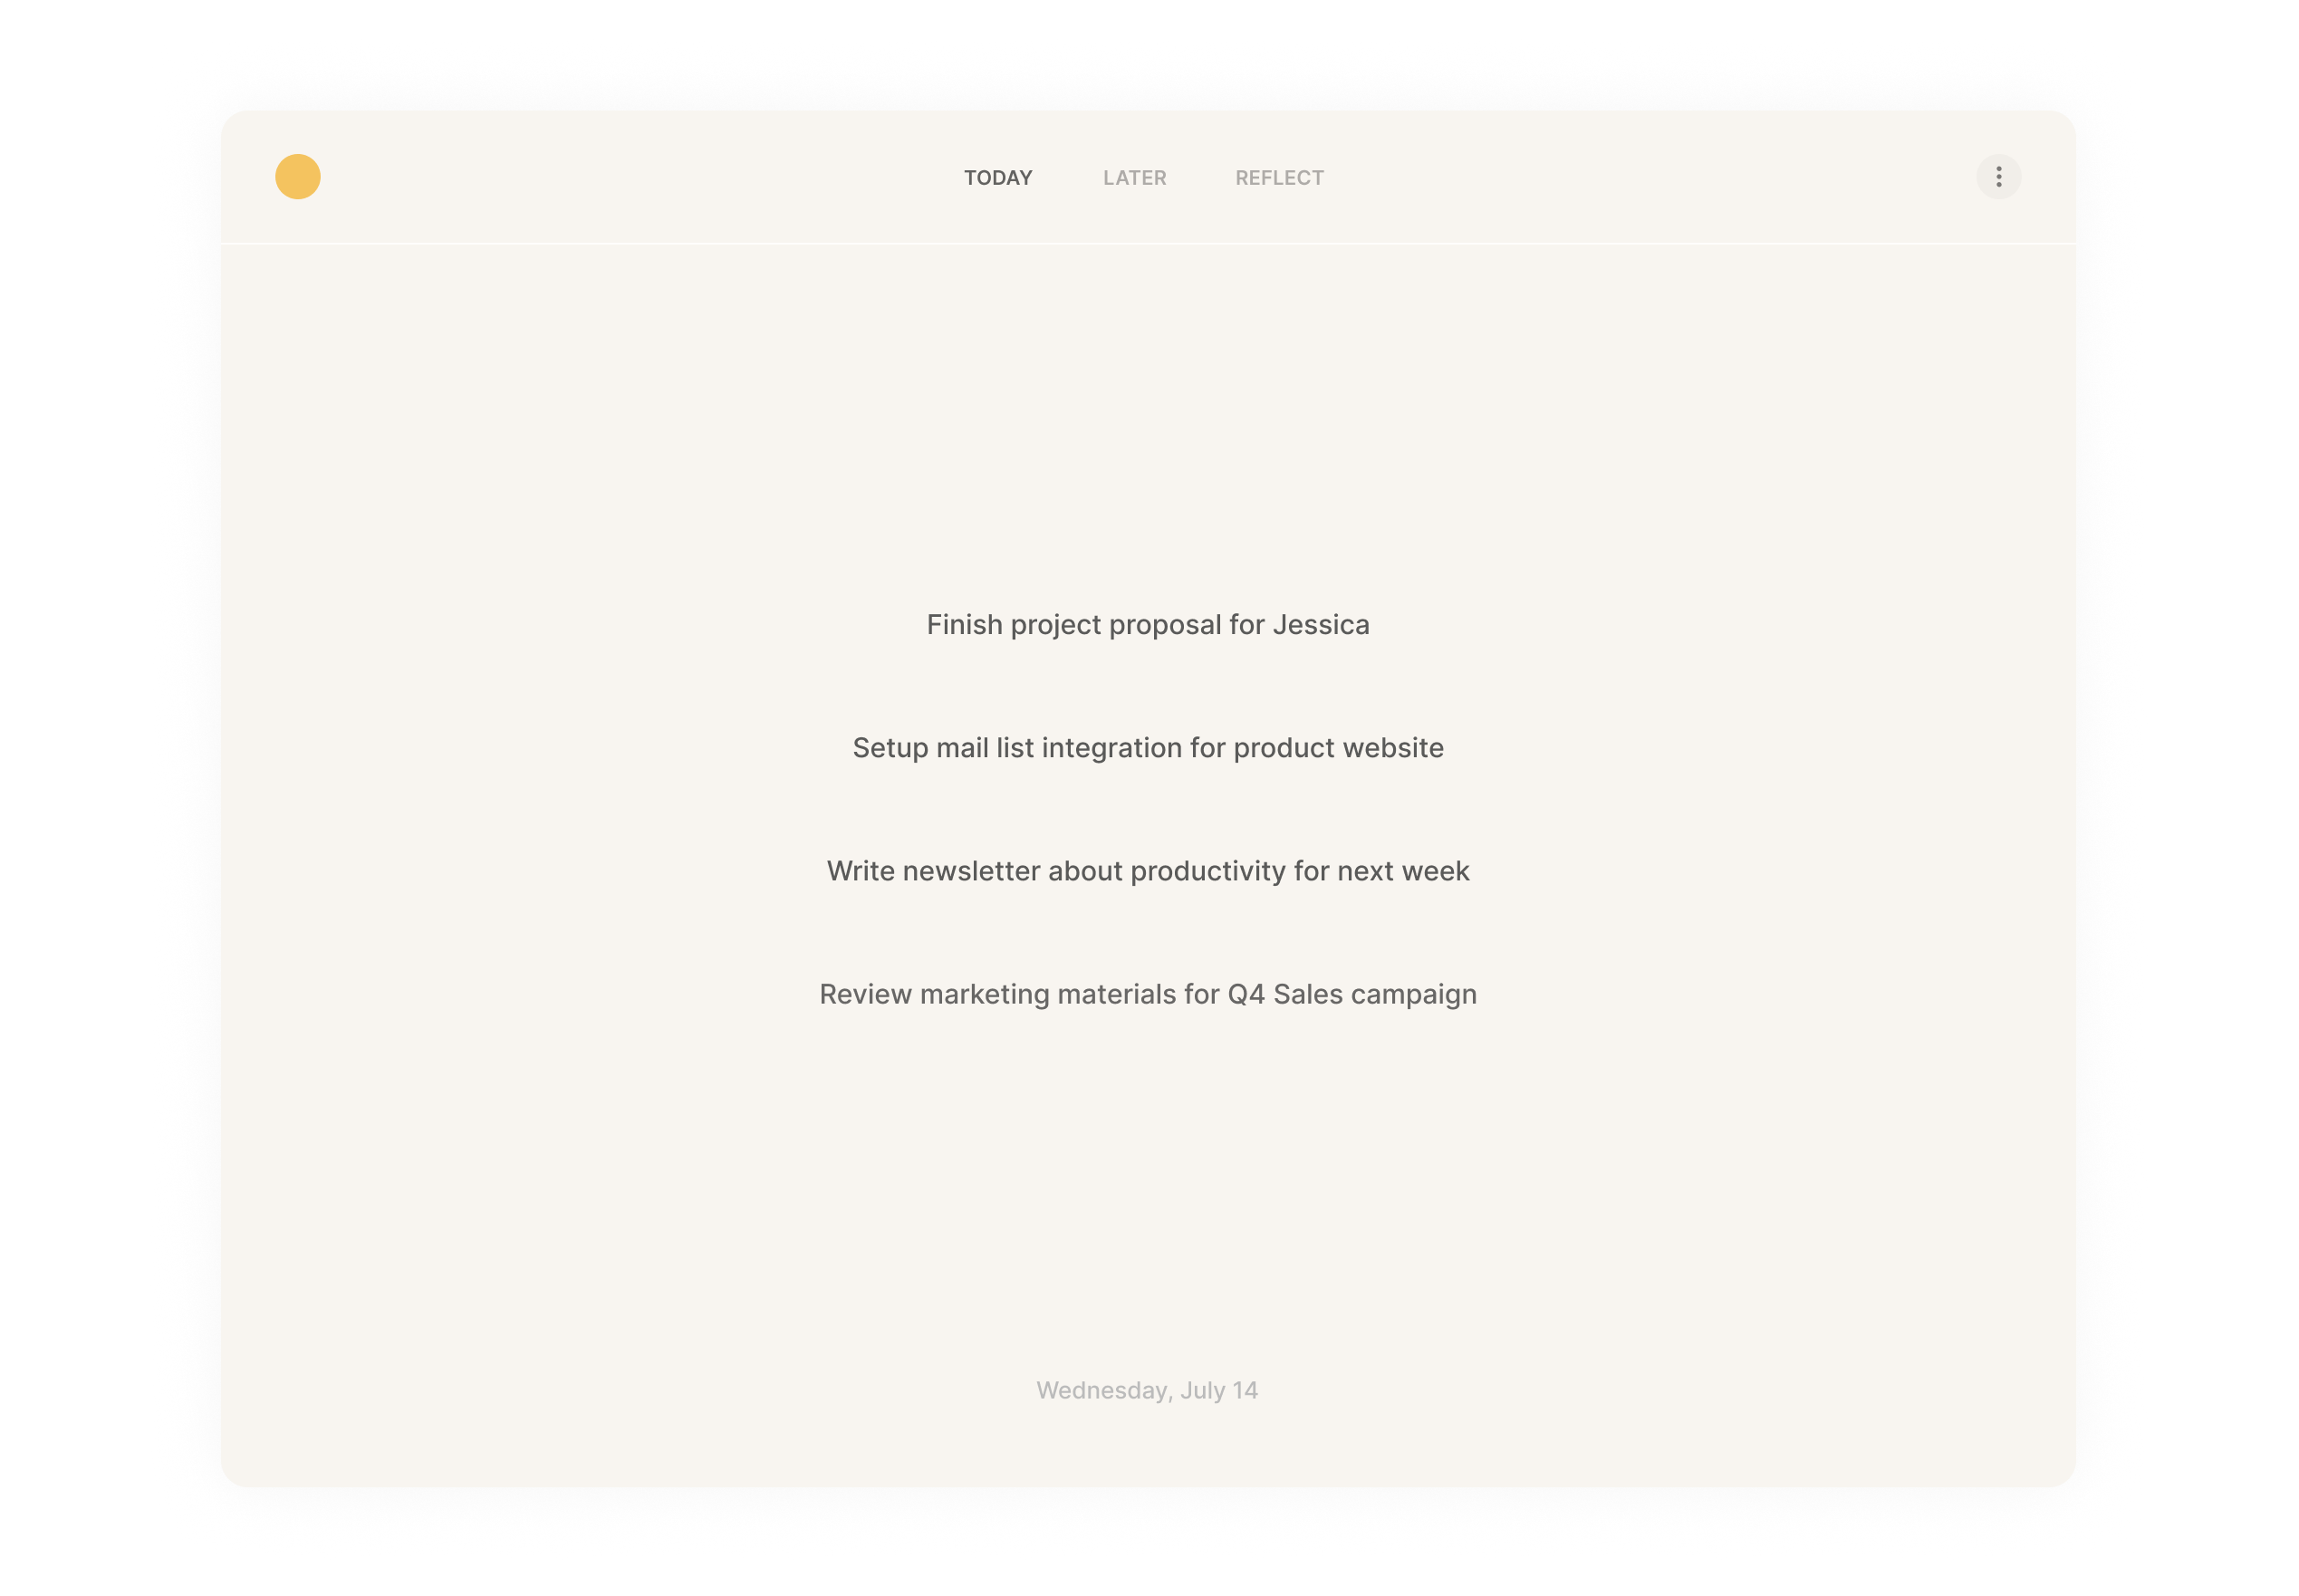 TODAY LATER REFLECT
Finish project proposal for Jessica
Setup mail list integration for product website
Write newsletter about productivity for next week
Review marketing materials for Q4 Sales campaign
Wednesday, July 14